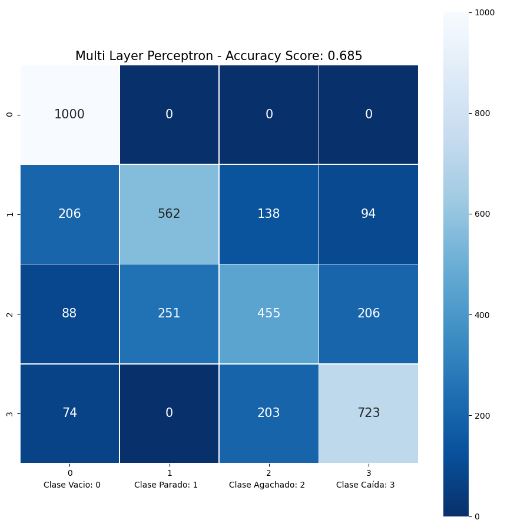 Multi Layer Perceptron - Accuracy Score: 0.685
1000
800
600
400
200
0
0 1000 0 0 0
1 206 562 138 94
2 88 251 455 206
3 74 0 203 723
0 1 2 3
Clase Vacio: 0 Clase Parado: 1 Clase Agachado: 2 Clase Caída: 3